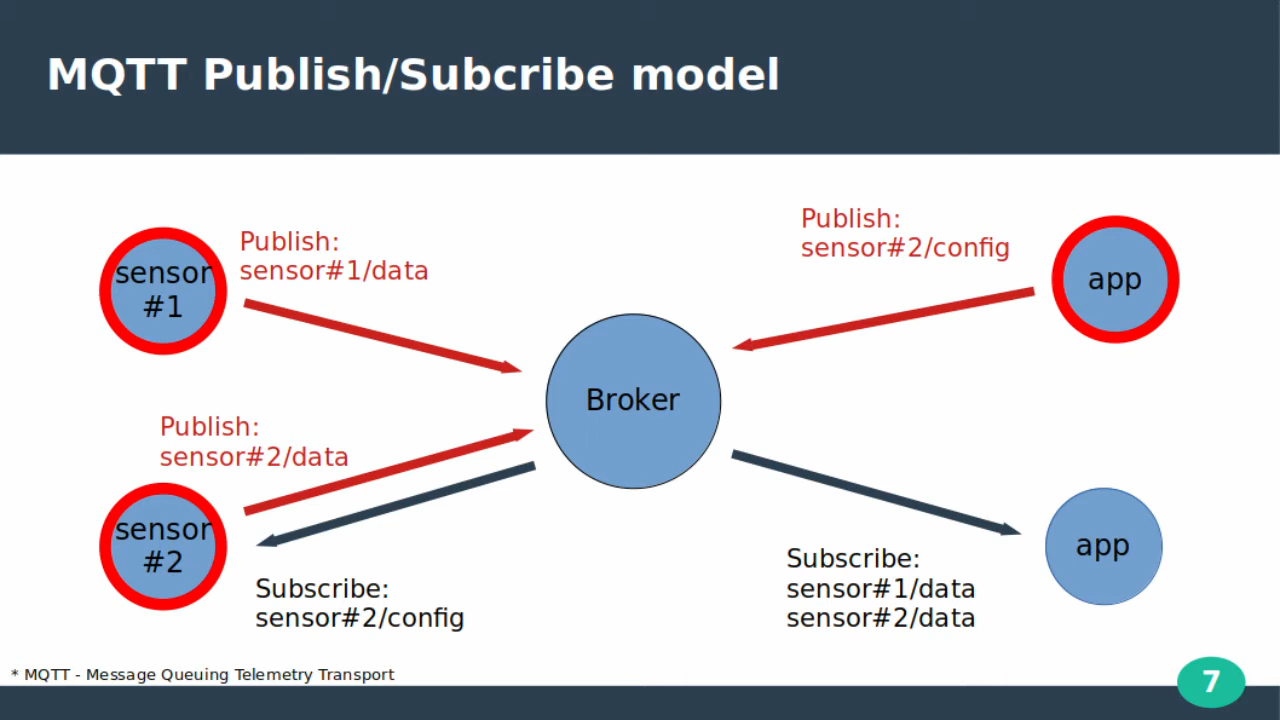 MQTT Publish/Subcribe model
Publish:
sensor#1/data
Publish:
sensor#2/config
sensor
#1
app
Broker
Publish:
sensor#2/data
sensor
#2
app
Subscribe:
sensor#2/config
Subscribe:
sensor#1/data
sensor#2/data
* MQTT - Message Queuing Telemetry Transport
7